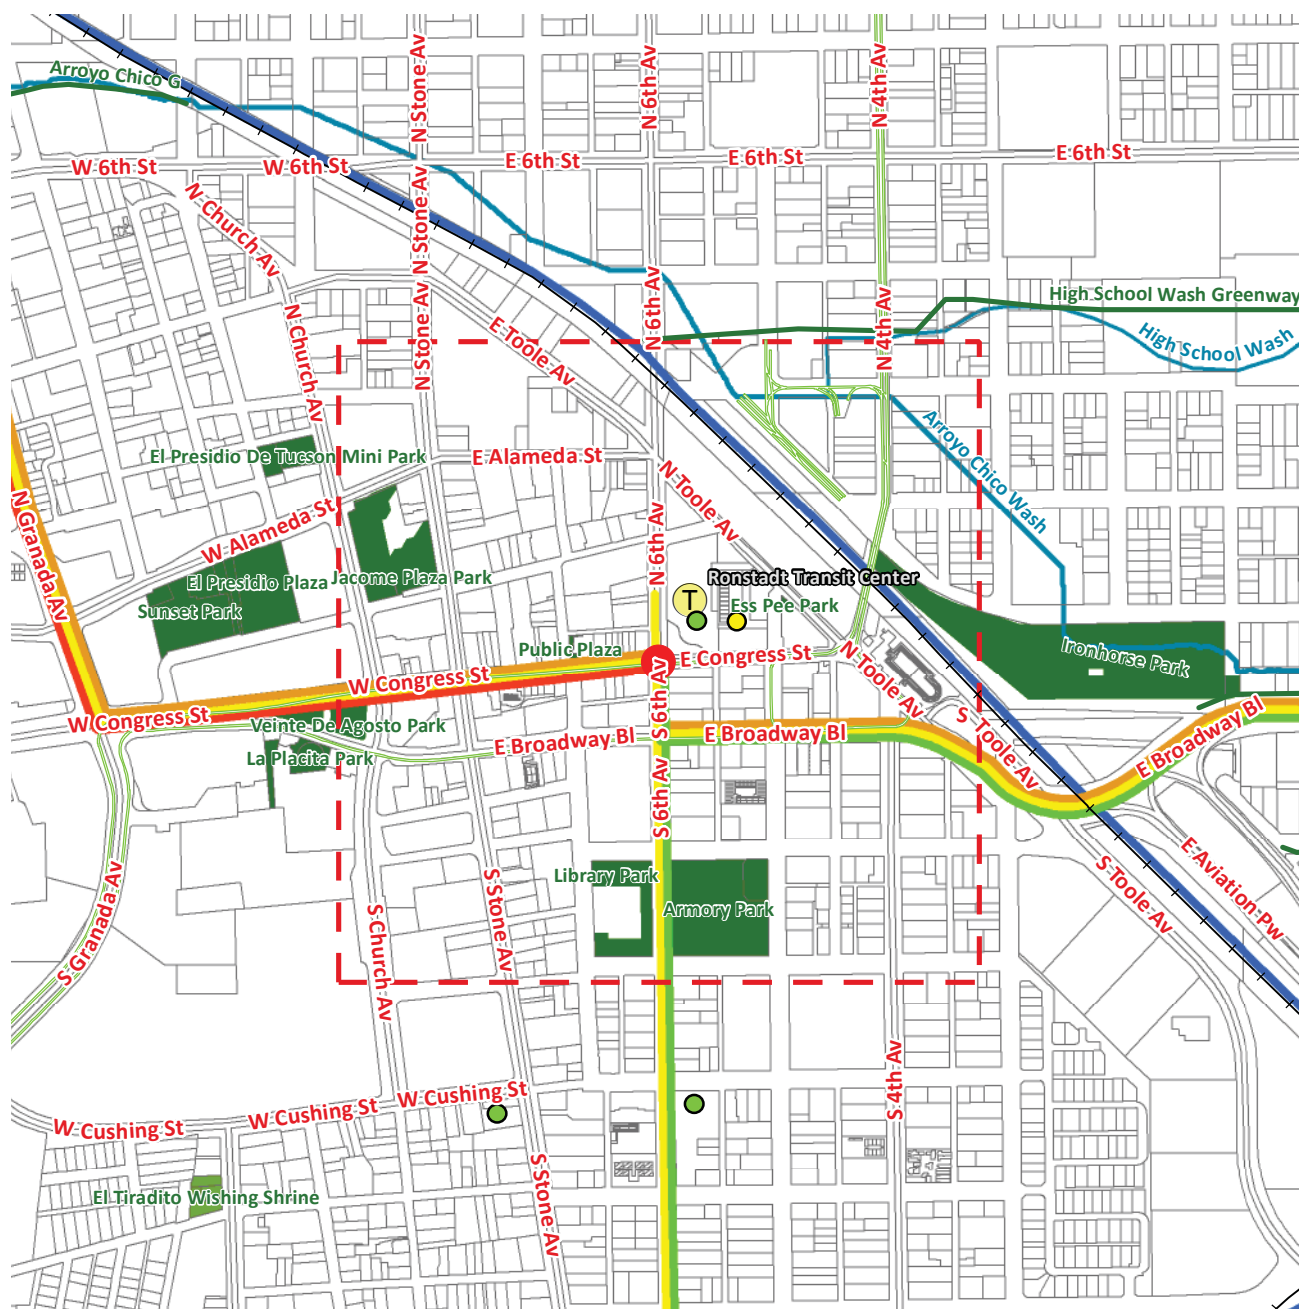 Arroyo Chico G
N Stone Av
N 6th Av
N 4th Av
W 6th St
W 6th St
E 6th St
E 6th St
E 6th St
N Church Av
N Stone Av
N Church Av
N Stone Av
E Toole Av
N 6th Av
N 4th Av
High School Wash Greenway
High School Wash
El Presidio De Tucson Mini Park
E Alameda St
N Toole Av
Arroyo Chico Wash
N Granada Av
W Alameda St
N 6th Av
El Presidio Plaza
Jacome Plaza Park
Sunset Park
Ronstadt Transit Center
T
Ess Pee Park
Public Plaza
E Congress St
N Toole Av
Ironhorse Park
W Congress St
W Congress St
S 6th Av
Veinte De Agosto Park
La Placita Park
E Broadway Bl
E Broadway Bl
S Toole Av
E Broadway Bl
S 6th Av
E Aviation Pw
S Toole Av
S Granada Av
S Church Av
S Stone Av
Library Park
Armory Park
S 4th Av
W Cushing St
W Cushing St
W Cushing St
El Tiradito Wishing Shrine
S Stone Av